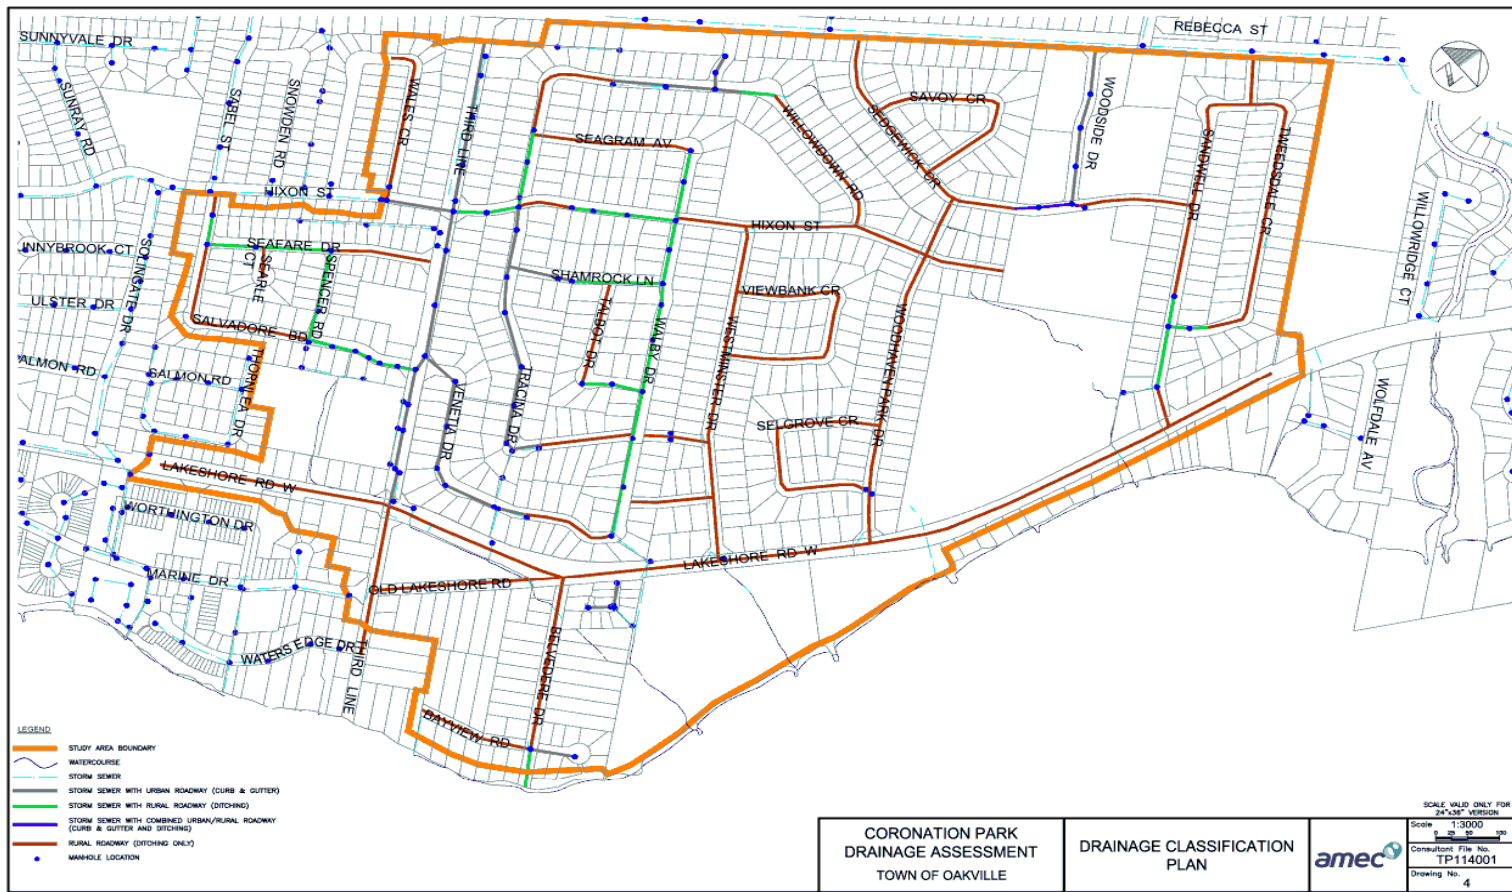 REBECCA ST
SUNNYVALE DR
SUNRAY RD
SABEL ST
SNOWDEN RD
WALES CR
THIRD LINE
SEAGRAM AV
WILLOWDOWN RD
SEDGEWICK CR
SAVOY CR
WOODSIDE DR
SANDWELL DR
TWEEDSDALE CR
WILLOWRIDGE CT
HIXON ST
HIXON ST
INNYBROOK CT
SOLINGATE DR
SEAFARE DR
SEARLE CT
SPENCER RD
SHAMROCK LN
TALBOT DR
VIEWBANK CR
ULSTER DR
SALVADORE BD
WALBY DR
WESTMINSTER DR
WOODHAVEN PARK DR
ALMON RD
SALMON RD
THORNLEA DR
VENETIA DR
TRACINA DR
SELGROVE CR
WOLFDALE AV
LAKESHORE RD W
WORTHINGTON DR
MARINE DR
OLD LAKESHORE RD
LAKESHORE RD W
WATERS EDGE DR
THIRD LINE
BELVEDERE DR
BAYVIEW RD
LEGEND
STUDY AREA BOUNDARY
WATERCOURSE
STORM SEWER
STORM SEWER WITH URBAN ROADWAY (CURB & GUTTER)
STORM SEWER WITH RURAL ROADWAY (DITCHING)
STORM SEWER WITH COMBINED URBAN/RURAL ROADWAY
(CURB & GUTTER AND DITCHING)
RURAL ROADWAY (DITCHING ONLY)
MANHOLE LOCATION
CORONATION PARK
DRAINAGE ASSESSMENT
TOWN OF OAKVILLE
DRAINAGE CLASSIFICATION
PLAN
amec
SCALE VALID ONLY FOR
24"x36" VERSION
Scale 1:3000
0 25 50 100
Consultant File No.
TP114001
Drawing No.
4